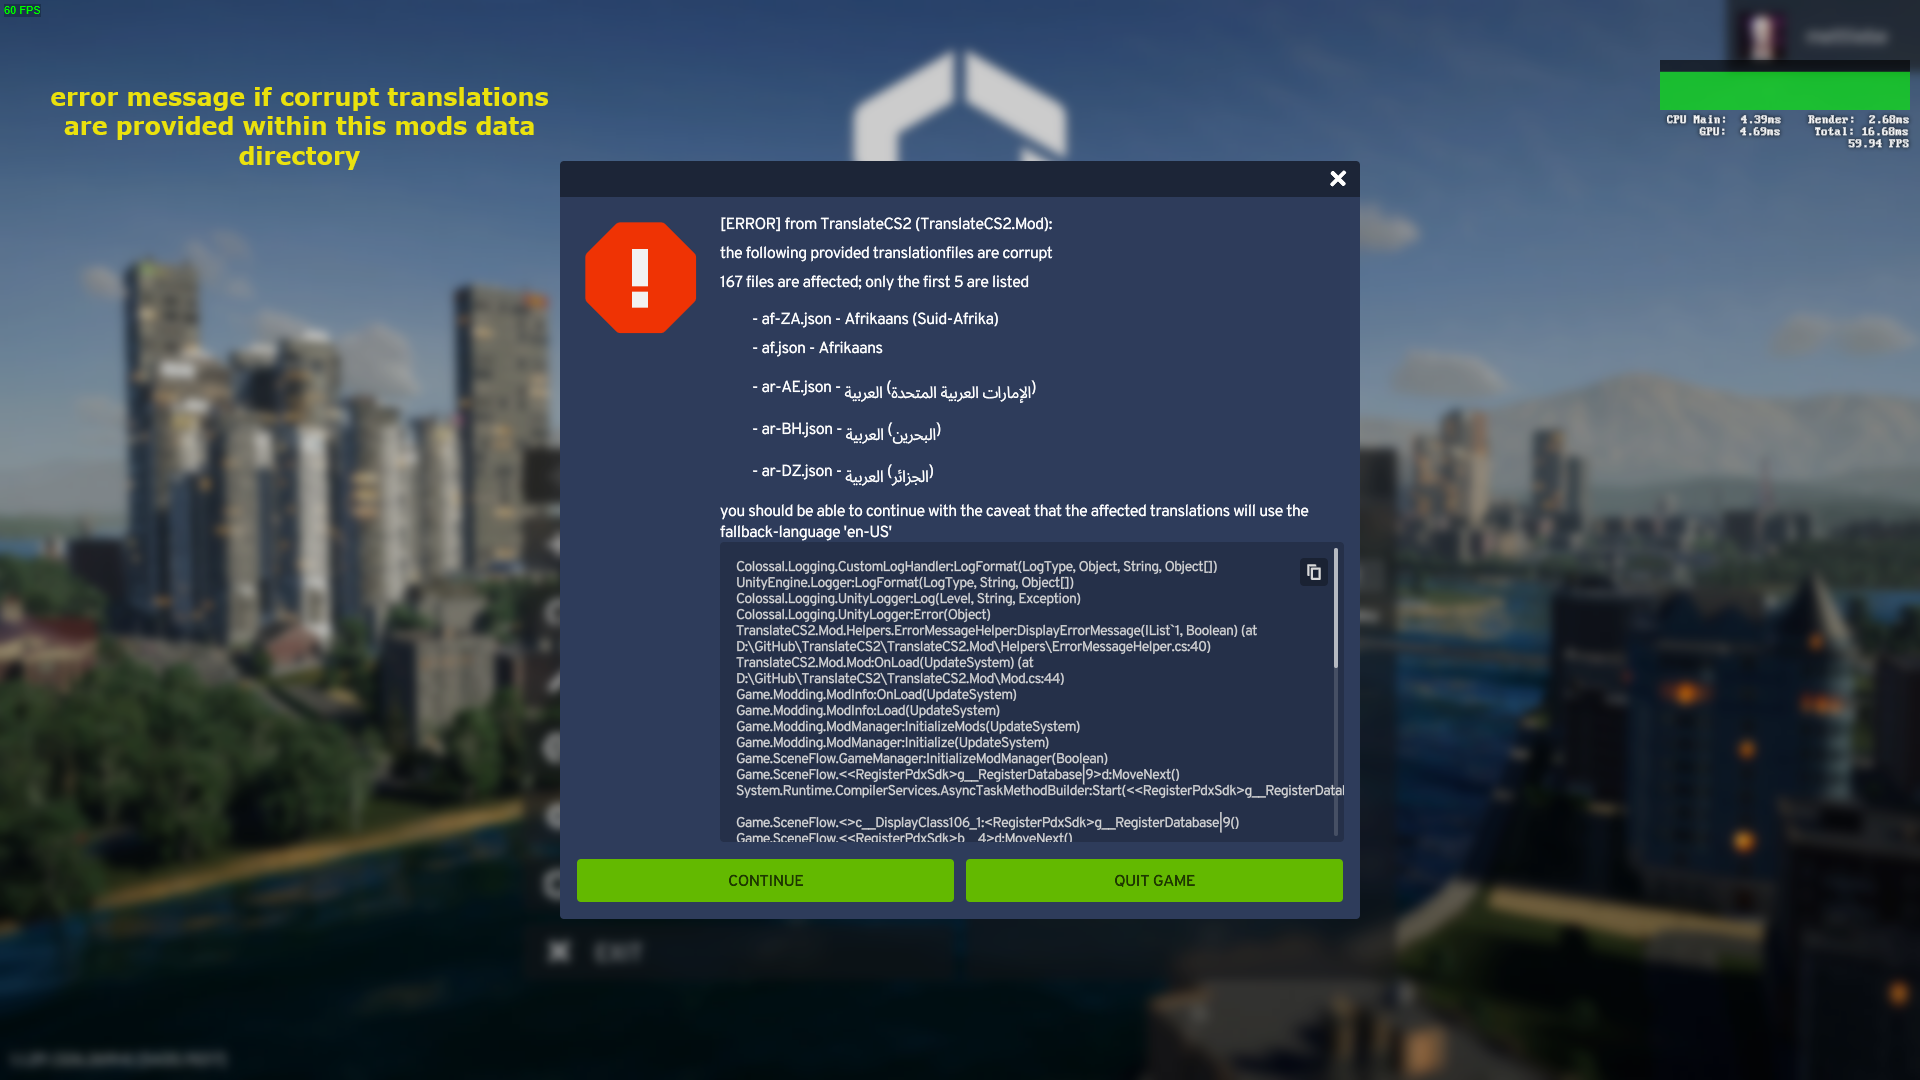 60 FPS
error message if corrupt translations
are provided within this mods data
directory
CPU Main: 4.39ms Render: 2.68ms
GPU: 4.69ms Total: 16.68ms
59.94 FPS
[ERROR] from TranslateCS2 (TranslateCS2.Mod):
the following provided translationfiles are corrupt
167 files are affected; only the first 5 are listed
- af-ZA.json - Afrikaans (Suid-Afrika)
- af.json - Afrikaans
- ar-AE.json - العربية (الإمارات العربية المتحدة)
- ar-BH.json - العربية (البحرين)
- ar-DZ.json - العربية (الجزائر)
you should be able to continue with the caveat that the affected translations will use the
fallback-language 'en-US'
Colossal.Logging.CustomLogHandler:LogFormat(LogType, Object, String, Object[])
UnityEngine.Logger:LogFormat(LogType, String, Object[])
Colossal.Logging.UnityLogger:Log(Level, String, Exception)
Colossal.Logging.UnityLogger:Error(Object)
TranslateCS2.Mod.Helpers.ErrorMessageHelper:DisplayErrorMessage(IList`1, Boolean) (at
D:\GitHub\TranslateCS2\TranslateCS2.Mod\Helpers\ErrorMessageHelper.cs:40)
TranslateCS2.Mod.Mod:OnLoad(UpdateSystem) (at
D:\GitHub\TranslateCS2\TranslateCS2.Mod\Mod.cs:44)
Game.Modding.ModInfo:OnLoad(UpdateSystem)
Game.Modding.ModInfo:Load(UpdateSystem)
Game.Modding.ModManager:InitializeMods(UpdateSystem)
Game.Modding.ModManager:Initialize(UpdateSystem)
Game.SceneFlow.GameManager:InitializeModManager(Boolean)
Game.SceneFlow.<<RegisterPdxSdk>g__RegisterDatabase|9>d:MoveNext()
System.Runtime.CompilerServices.AsyncTaskMethodBuilder:Start(<<RegisterPdxSdk>g__RegisterDatal
Game.SceneFlow.<>c__DisplayClass106_1:<RegisterPdxSdk>g__RegisterDatabase|9()
Game.SceneFlow.<<RegisterPdxSdk>b__4>d:MoveNext()
CONTINUE
QUIT GAME
EXIT